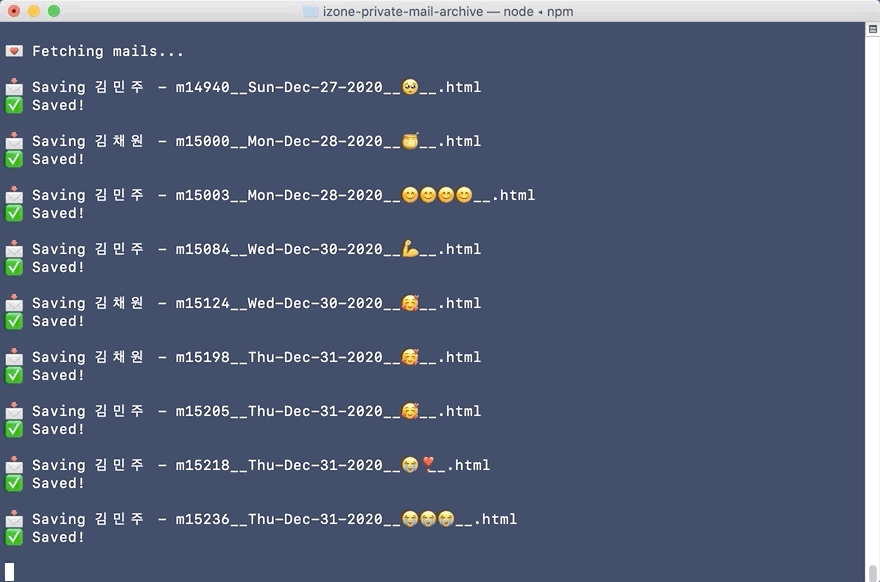 izone-private-mail-archive — node ◂ npm
💌 Fetching mails...
📩 Saving 김민주 - m14940__Sun-Dec-27-2020__🥺__.html
✅ Saved!
📩 Saving 김채원 - m15000__Mon-Dec-28-2020__🍯__.html
✅ Saved!
📩 Saving 김민주 - m15003__Mon-Dec-28-2020__😊😊😊😊__.html
✅ Saved!
📩 Saving 김민주 - m15084__Wed-Dec-30-2020__💪__.html
✅ Saved!
📩 Saving 김채원 - m15124__Wed-Dec-30-2020__🥰__.html
✅ Saved!
📩 Saving 김채원 - m15198__Thu-Dec-31-2020__🥰__.html
✅ Saved!
📩 Saving 김민주 - m15205__Thu-Dec-31-2020__🥰__.html
✅ Saved!
📩 Saving 김민주 - m15218__Thu-Dec-31-2020__😭❣️__.html
✅ Saved!
📩 Saving 김민주 - m15236__Thu-Dec-31-2020__😭😭😭__.html
✅ Saved!